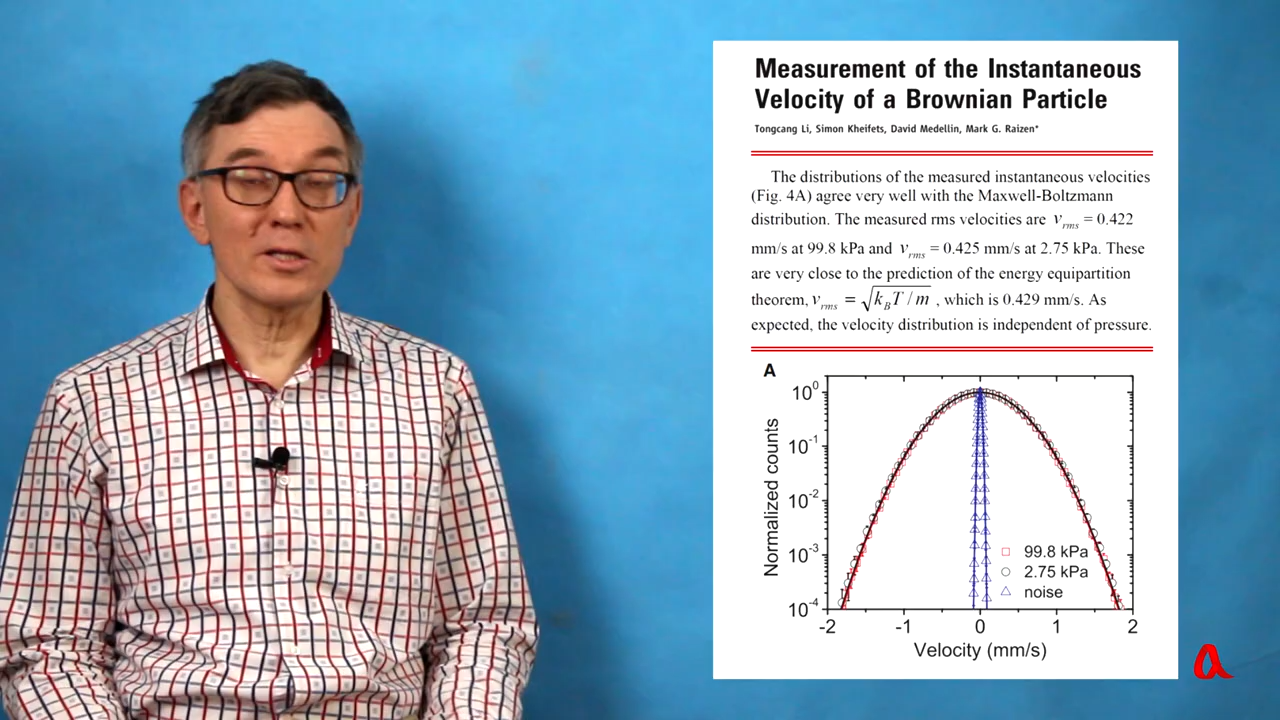 Measurement of the Instantaneous
Velocity of a Brownian Particle
Tongcang Li, Simon Kheifets, David Medellin, Mark G. Raizen*
The distributions of the measured instantaneous velocities
(Fig. 4A) agree very well with the Maxwell-Boltzmann
distribution. The measured rms velocities are v_rms = 0.422
mm/s at 99.8 kPa and v_rms = 0.425 mm/s at 2.75 kPa. These
are very close to the prediction of the energy equipartition
theorem, v_rms = √(k_B T / m) , which is 0.429 mm/s. As
expected, the velocity distribution is independent of pressure.
A
Normalized counts
10⁰
10⁻¹
10⁻²
10⁻³
10⁻⁴
99.8 kPa
2.75 kPa
noise
-2 -1 0 1 2
Velocity (mm/s)
a